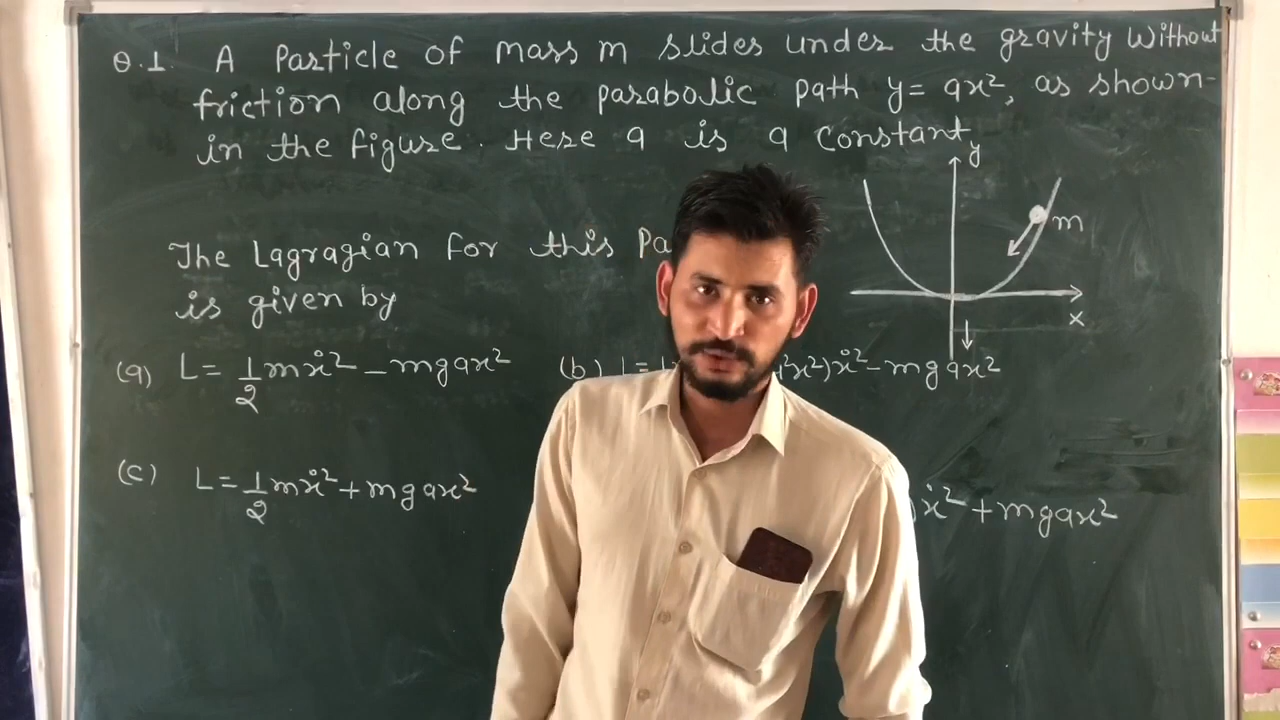 Q.1. A Particle of mass m slides under the gravity without
friction along the parabolic path y = ax², as shown-
in the figure. Here a is a constant.
y
m
x
The Lagragian for this Pa
is given by
(a) L = 1/2 mẋ² - mgax²
(b) L = ²x²)ẋ² - mgax²
(c) L = 1/2 mẋ² + mgax²
)ẋ² + mgax²